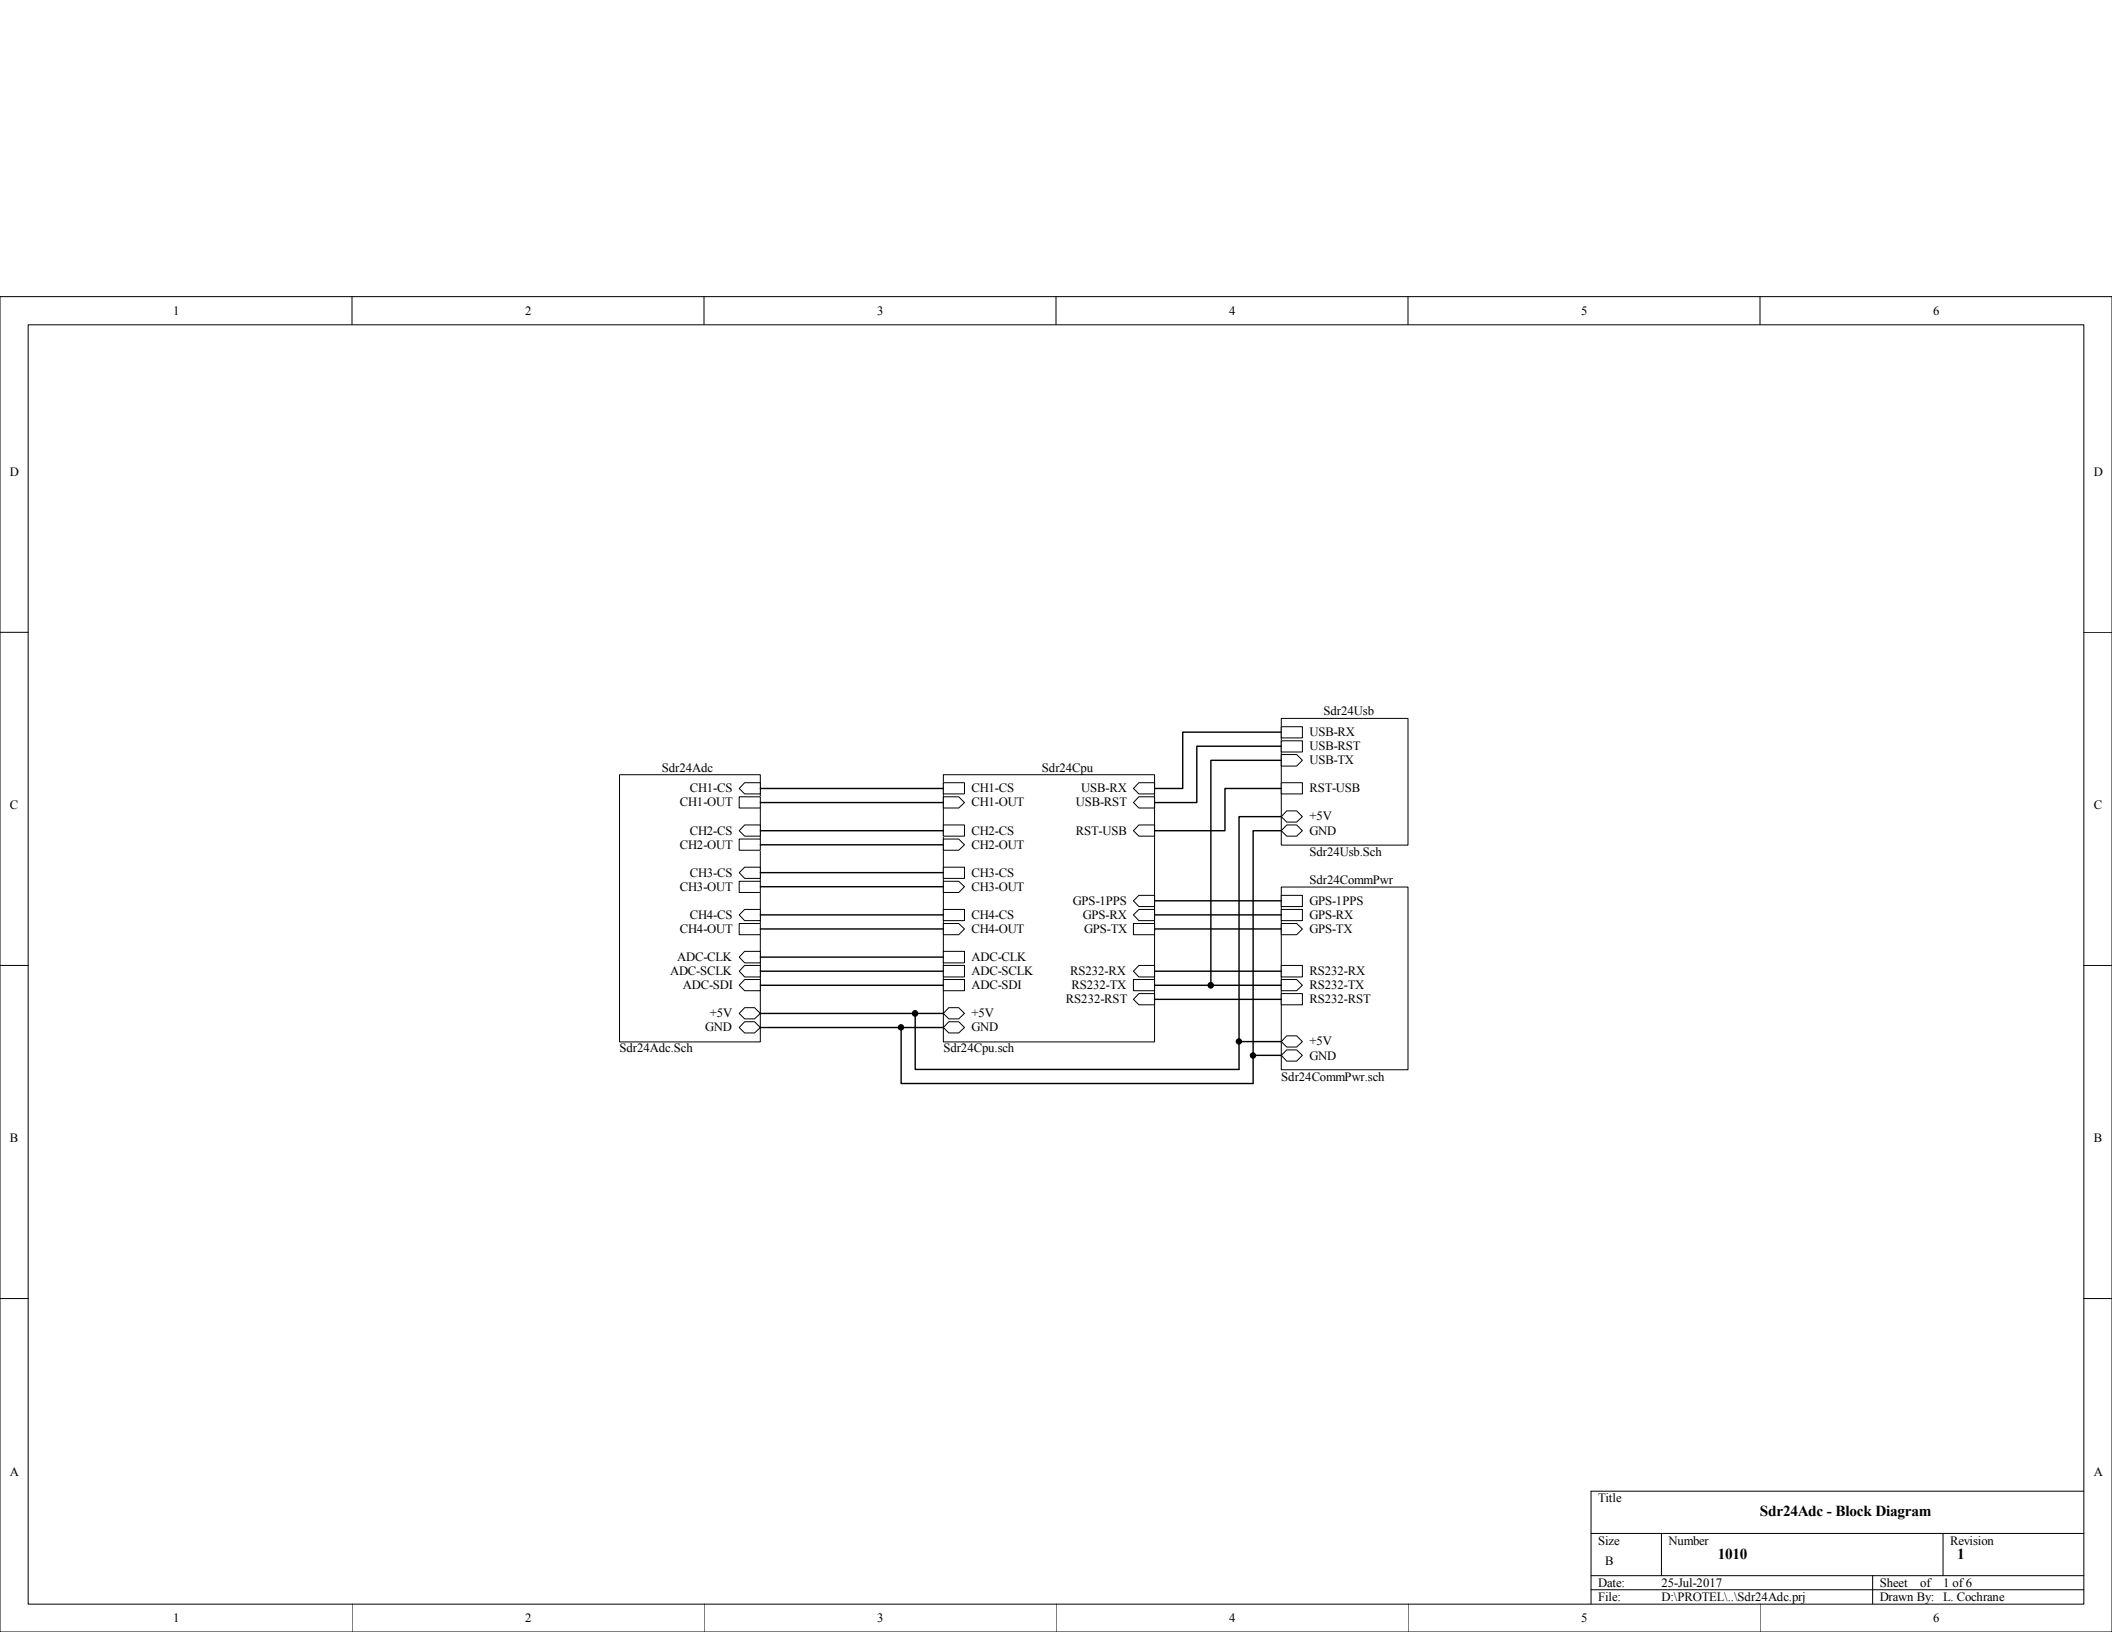 1 2 3 4 5 6
D D
C C
B B
A A
Sdr24Adc
CH1-CS
CH1-OUT
CH2-CS
CH2-OUT
CH3-CS
CH3-OUT
CH4-CS
CH4-OUT
ADC-CLK
ADC-SCLK
ADC-SDI
+5V
GND
Sdr24Adc.Sch
Sdr24Cpu
CH1-CS
CH1-OUT
CH2-CS
CH2-OUT
CH3-CS
CH3-OUT
CH4-CS
CH4-OUT
ADC-CLK
ADC-SCLK
ADC-SDI
+5V
GND
USB-RX
USB-RST
RST-USB
GPS-1PPS
GPS-RX
GPS-TX
RS232-RX
RS232-TX
RS232-RST
Sdr24Cpu.sch
Sdr24Usb
USB-RX
USB-RST
USB-TX
RST-USB
+5V
GND
Sdr24Usb.Sch
Sdr24CommPwr
GPS-1PPS
GPS-RX
GPS-TX
RS232-RX
RS232-TX
RS232-RST
+5V
GND
Sdr24CommPwr.sch
Title
Sdr24Adc - Block Diagram
Size Number Revision
B 1010 1
Date: 25-Jul-2017 Sheet of 1 of 6
File: D:\PROTEL\..\Sdr24Adc.prj Drawn By: L. Cochrane
1 2 3 4 5 6